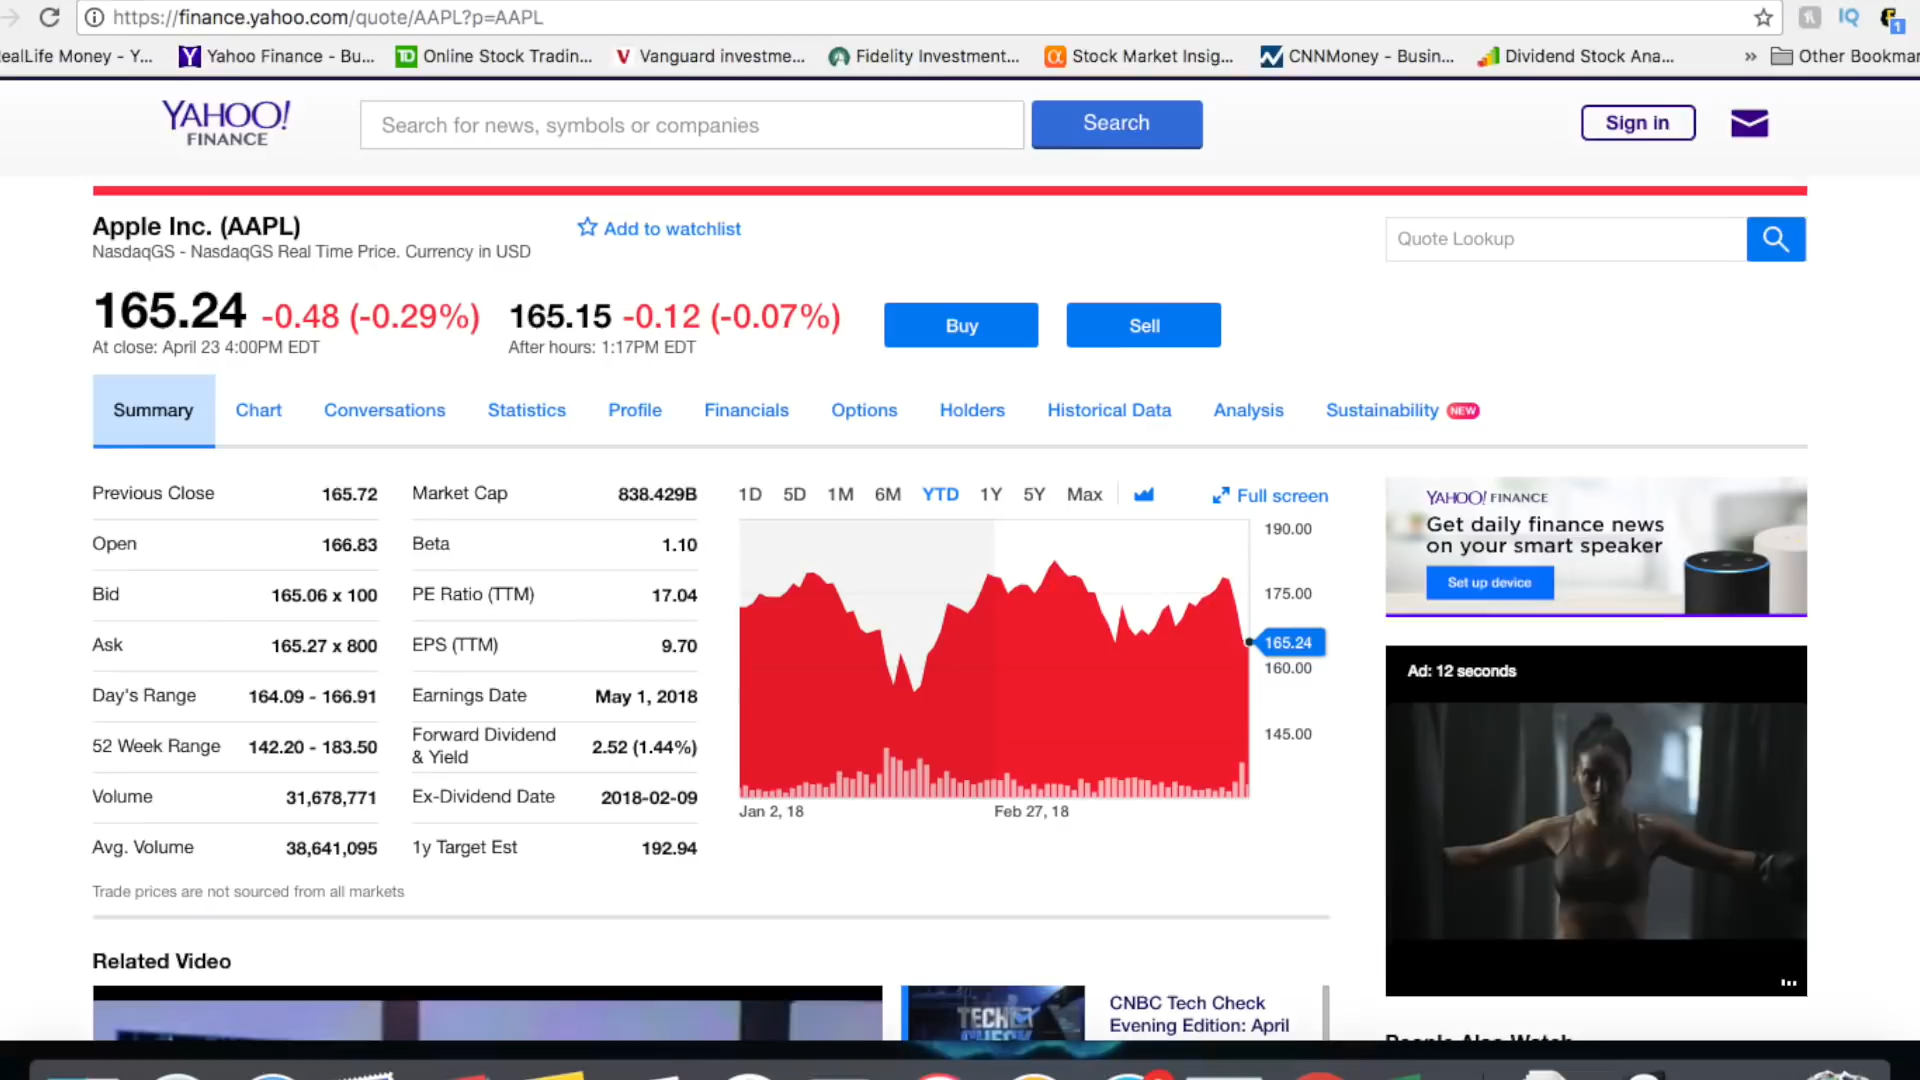 https://finance.yahoo.com/quote/AAPL?p=AAPL
IQ
1
ealLife Money - Y...
Yahoo Finance - Bu...
Online Stock Tradin...
Vanguard investme...
Fidelity Investment...
Stock Market Insig...
CNNMoney - Busin...
Dividend Stock Ana...
»
Other Bookmar
YAHOO!
FINANCE
Search for news, symbols or companies
Search
Sign in
Apple Inc. (AAPL)
Add to watchlist
NasdaqGS - NasdaqGS Real Time Price. Currency in USD
Quote Lookup
165.24 -0.48 (-0.29%)
165.15 -0.12 (-0.07%)
At close: April 23 4:00PM EDT
After hours: 1:17PM EDT
Buy
Sell
Summary
Chart
Conversations
Statistics
Profile
Financials
Options
Holders
Historical Data
Analysis
Sustainability NEW
Previous Close 165.72
Open 166.83
Bid 165.06 x 100
Ask 165.27 x 800
Day's Range 164.09 - 166.91
52 Week Range 142.20 - 183.50
Volume 31,678,771
Avg. Volume 38,641,095
Market Cap 838.429B
Beta 1.10
PE Ratio (TTM) 17.04
EPS (TTM) 9.70
Earnings Date May 1, 2018
Forward Dividend
& Yield 2.52 (1.44%)
Ex-Dividend Date 2018-02-09
1y Target Est 192.94
1D 5D 1M 6M YTD 1Y 5Y Max
Full screen
190.00
175.00
165.24
160.00
145.00
Jan 2, 18
Feb 27, 18
Trade prices are not sourced from all markets
YAHOO! FINANCE
Get daily finance news
on your smart speaker
Set up device
Ad: 12 seconds
Related Video
TECH
CHECK
CNBC Tech Check
Evening Edition: April
People Also Watch